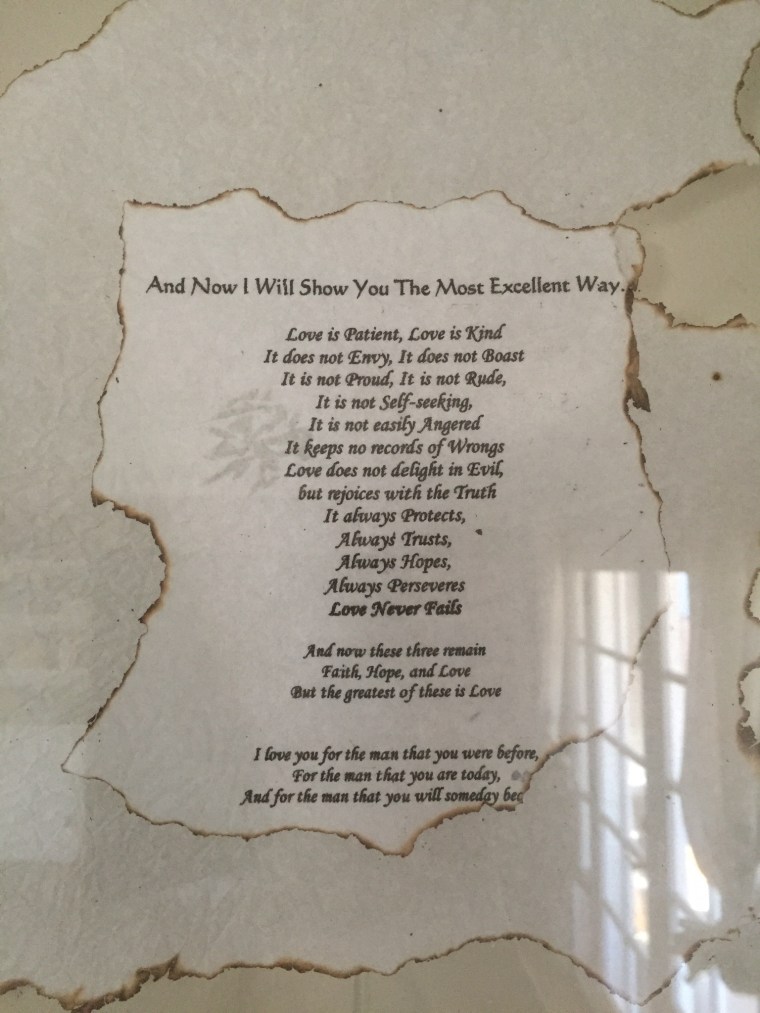 And Now I Will Show You The Most Excellent Way...
Love is Patient, Love is Kind
It does not Envy, It does not Boast
It is not Proud, It is not Rude,
It is not Self-seeking,
It is not easily Angered
It keeps no records of Wrongs
Love does not delight in Evil,
but rejoices with the Truth
It always Protects,
Always Trusts,
Always Hopes,
Always Perseveres
Love Never Fails
And now these three remain
Faith, Hope, and Love
But the greatest of these is Love
I love you for the man that you were before,
For the man that you are today,
And for the man that you will someday